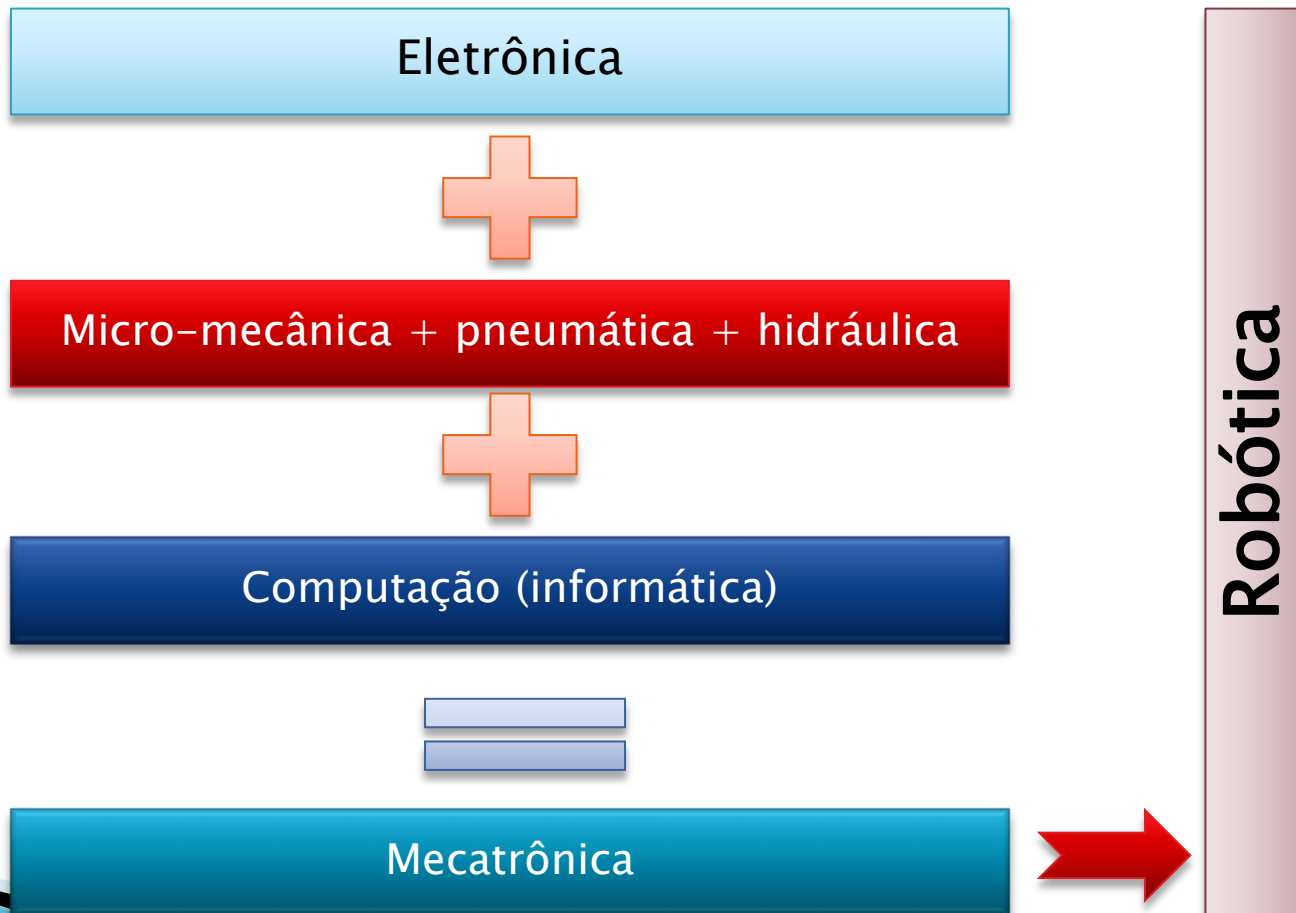 Eletrônica
Micro-mecânica + pneumática + hidráulica
Computação (informática)
Mecatrônica
Robótica